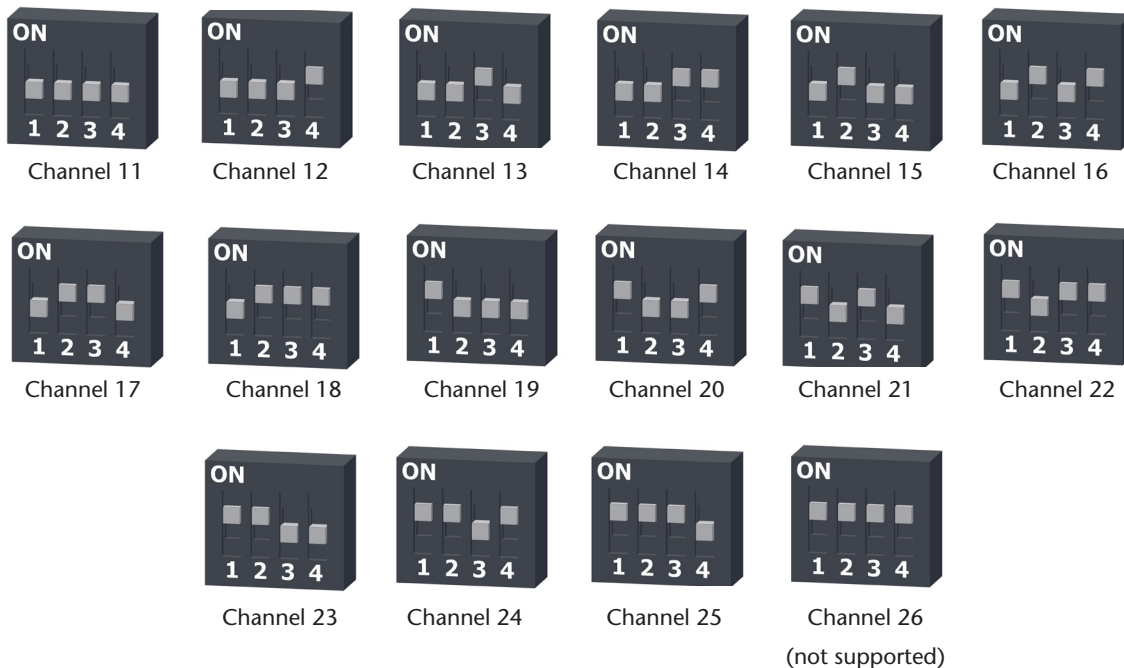 ON
1 2 3 4
Channel 11
ON
1 2 3 4
Channel 12
ON
1 2 3 4
Channel 13
ON
1 2 3 4
Channel 14
ON
1 2 3 4
Channel 15
ON
1 2 3 4
Channel 16
ON
1 2 3 4
Channel 17
ON
1 2 3 4
Channel 18
ON
1 2 3 4
Channel 19
ON
1 2 3 4
Channel 20
ON
1 2 3 4
Channel 21
ON
1 2 3 4
Channel 22
ON
1 2 3 4
Channel 23
ON
1 2 3 4
Channel 24
ON
1 2 3 4
Channel 25
ON
1 2 3 4
Channel 26
(not supported)